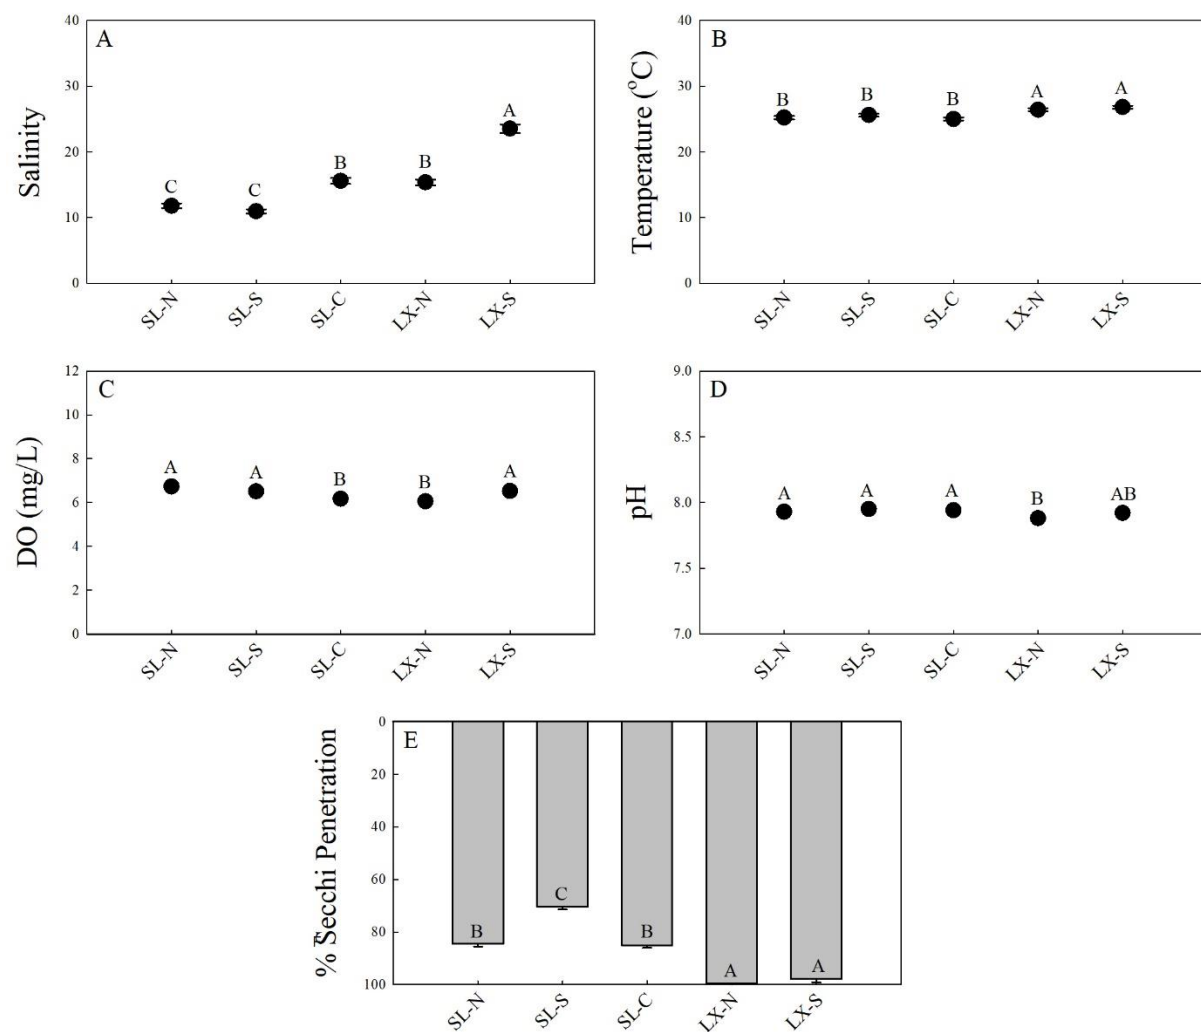 A
Salinity
40
30
20
10
0
C
C
B
B
A
SL-N
SL-S
SL-C
LX-N
LX-S
B
Temperature (°C)
40
30
20
10
0
B
B
B
A
A
SL-N
SL-S
SL-C
LX-N
LX-S
C
DO (mg/L)
12
10
8
6
4
2
0
A
A
B
B
A
SL-N
SL-S
SL-C
LX-N
LX-S
D
pH
9.0
8.5
8.0
7.5
7.0
A
A
A
B
AB
SL-N
SL-S
SL-C
LX-N
LX-S
E
% Secchi Penetration
0
20
40
60
80
100
B
C
B
A
A
SL-N
SL-S
SL-C
LX-N
LX-S